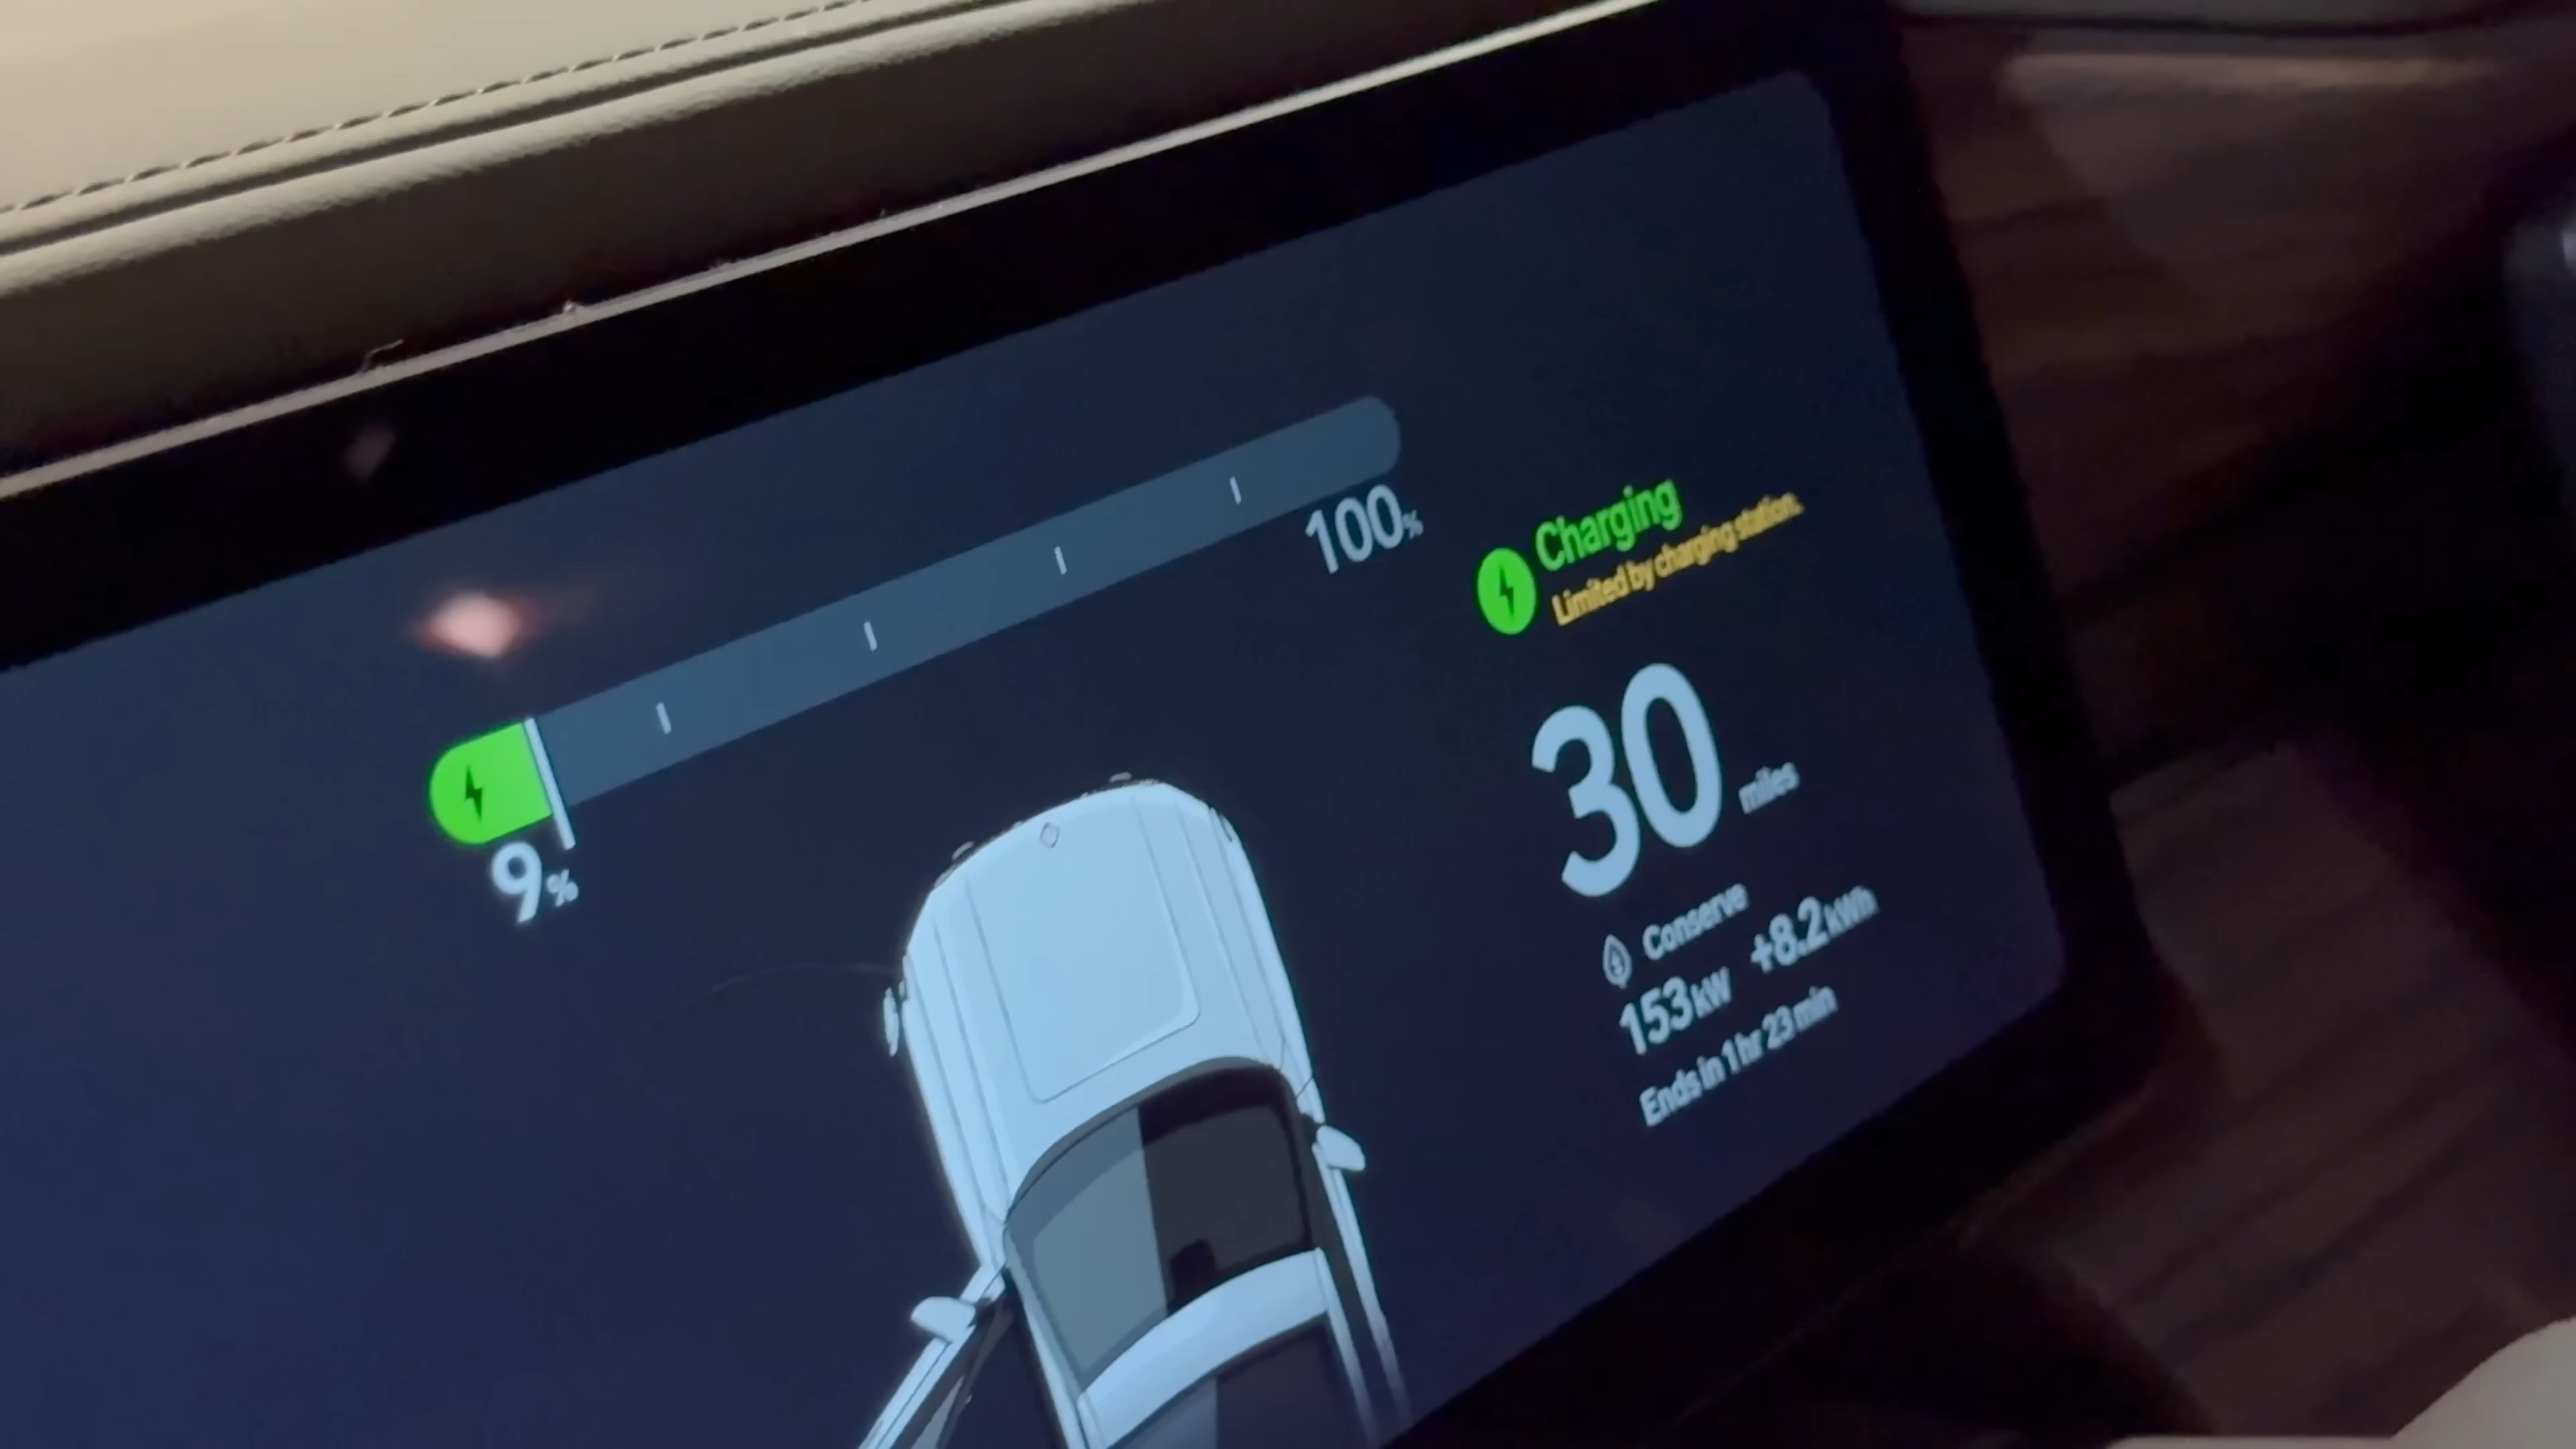 100%
9%
Charging
Limited by charging station.
30 miles
Conserve
153 kW +8.2 kWh
Ends in 1 hr 23 min